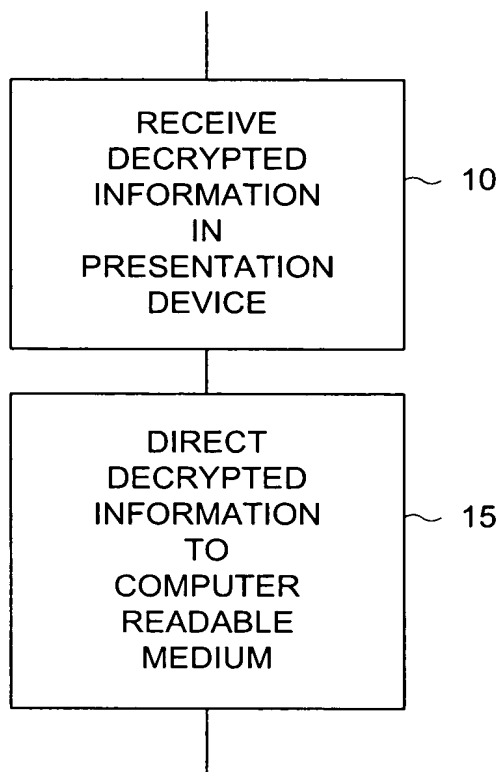 RECEIVE
DECRYPTED
INFORMATION
IN
PRESENTATION
DEVICE
10
DIRECT
DECRYPTED
INFORMATION
TO
COMPUTER
READABLE
MEDIUM
15